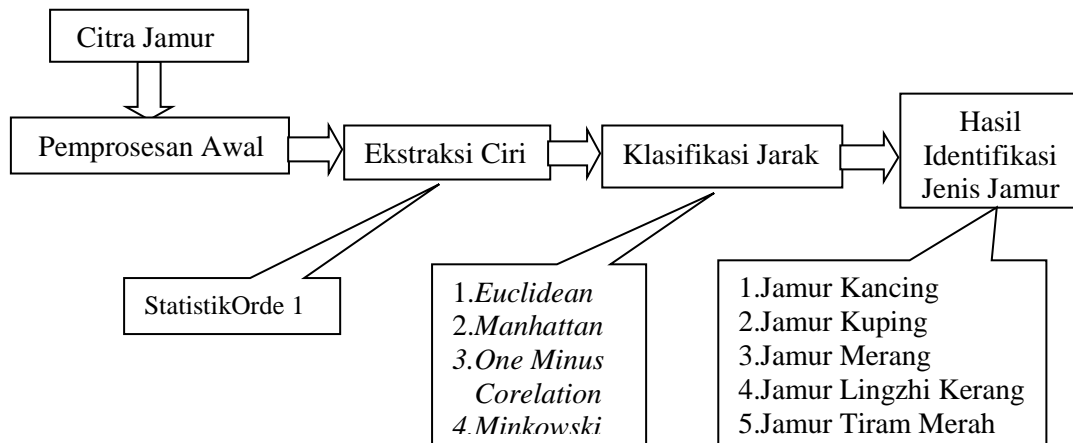 Citra Jamur
Pemprosesan Awal
Ekstraksi Ciri
Klasifikasi Jarak
Hasil
Identifikasi
Jenis Jamur
StatistikOrde 1
1.Euclidean
2.Manhattan
3.One Minus
Corelation
4.Minkowski
1.Jamur Kancing
2.Jamur Kuping
3.Jamur Merang
4.Jamur Lingzhi Kerang
5.Jamur Tiram Merah